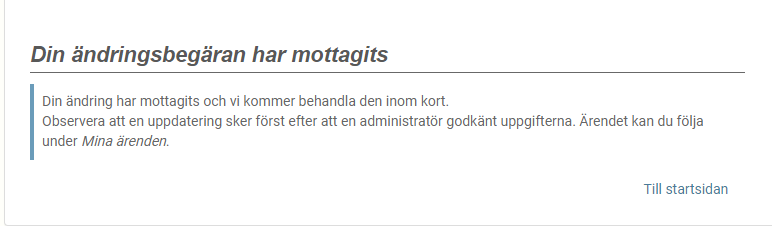 Din ändringsbegäran har mottagits
Din ändring har mottagits och vi kommer behandla den inom kort.
Observera att en uppdatering sker först efter att en administratör godkänt uppgifterna. Ärendet kan du följa
under Mina ärenden.
Till startsidan